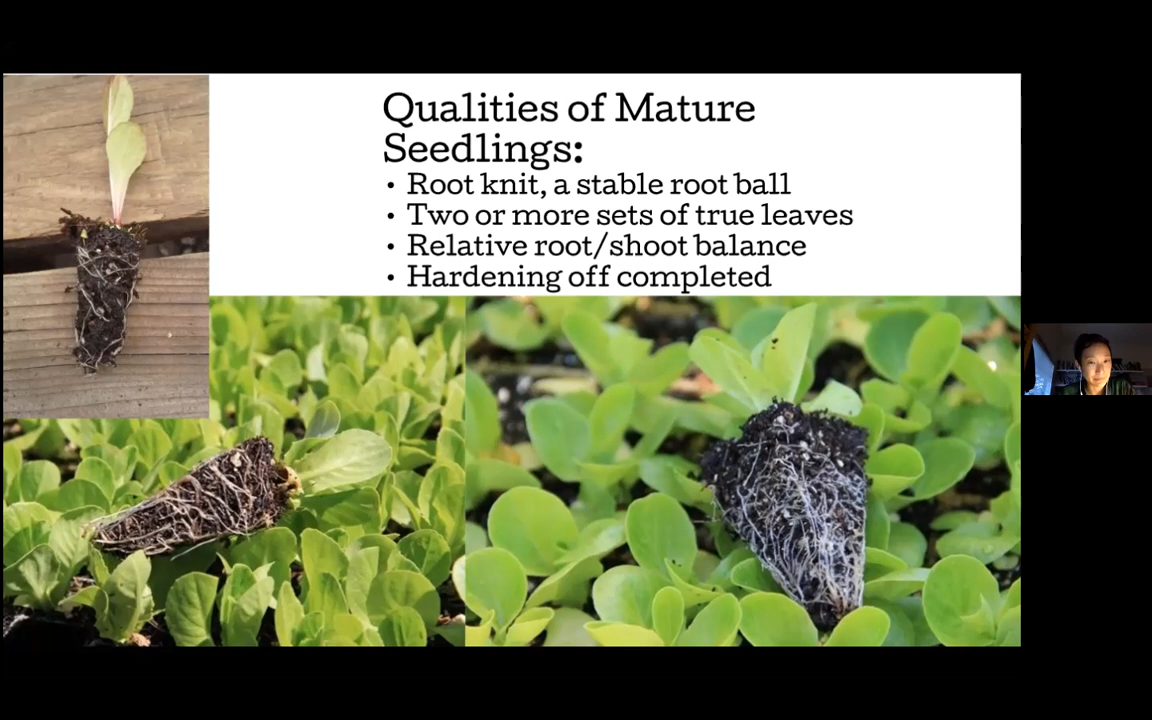 Qualities of Mature
Seedlings:
• Root knit, a stable root ball
• Two or more sets of true leaves
• Relative root/shoot balance
• Hardening off completed